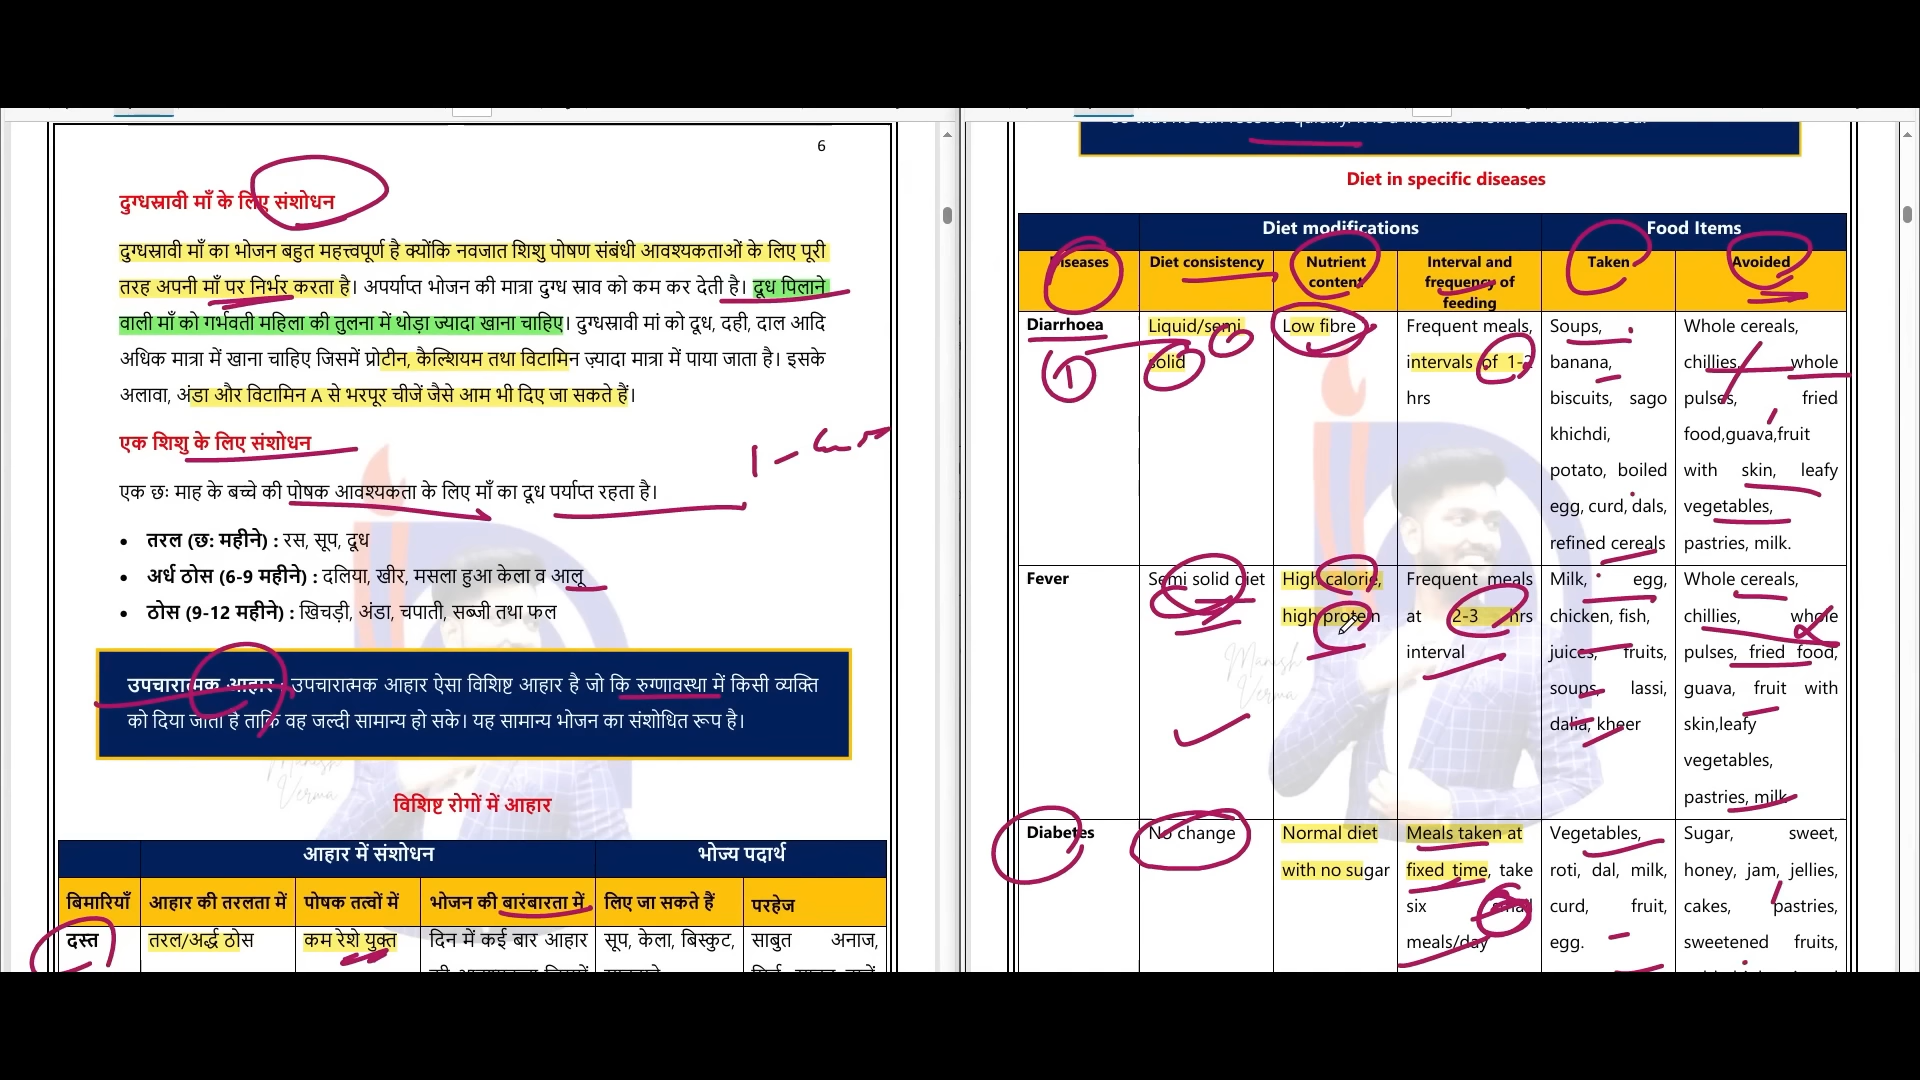 6
दुग्धस्रावी माँ के लिए संशोधन
दुग्धस्रावी माँ का भोजन बहुत महत्त्वपूर्ण है क्योंकि नवजात शिशु पोषण संबंधी आवश्यकताओं के लिए पूरी
तरह अपनी माँ पर निर्भर करता है। अपर्याप्त भोजन की मात्रा दुग्ध स्राव को कम कर देती है। दूध पिलाने
वाली माँ को गर्भवती महिला की तुलना में थोड़ा ज्यादा खाना चाहिए। दुग्धस्रावी मां को दूध, दही, दाल आदि
अधिक मात्रा में खाना चाहिए जिसमें प्रोटीन, कैल्शियम तथा विटामिन ज़्यादा मात्रा में पाया जाता है। इसके
अलावा, अंडा और विटामिन A से भरपूर चीजें जैसे आम भी दिए जा सकते हैं।
एक शिशु के लिए संशोधन
एक छः माह के बच्चे की पोषक आवश्यकता के लिए माँ का दूध पर्याप्त रहता है।
• तरल (छ: महीने) : रस, सूप, दूध
• अर्ध ठोस (6-9 महीने) : दलिया, खीर, मसला हुआ केला व आलू
• ठोस (9-12 महीने) : खिचड़ी, अंडा, चपाती, सब्जी तथा फल
उपचारात्मक आहार : उपचारात्मक आहार ऐसा विशिष्ट आहार है जो कि रुग्णावस्था में किसी व्यक्ति
को दिया जाता है ताकि वह जल्दी सामान्य हो सके। यह सामान्य भोजन का संशोधित रूप है।
Manish
Verma
विशिष्ट रोगों में आहार
आहार में संशोधन भोज्य पदार्थ
बिमारियाँ आहार की तरलता में पोषक तत्वों में भोजन की बारंबारता में लिए जा सकते हैं परहेज
दस्त तरल/अर्द्ध ठोस कम रेशे युक्त दिन में कई बार आहार सूप, केला, बिस्कुट, साबुत अनाज,
Diet in specific diseases
Diet modifications Food Items
Diseases Diet consistency Nutrient content Interval and frequency of feeding Taken Avoided
Diarrhoea Liquid/semi Low fibre Frequent meals, Soups, Whole cereals,
solid intervals of 1-2 banana, chillies, whole
hrs biscuits, sago pulses, fried
khichdi, food,guava,fruit
potato, boiled with skin, leafy
egg, curd, dals, vegetables,
refined cereals pastries, milk.
Fever Semi solid diet High calorie, Frequent meals Milk, egg, Whole cereals,
high protein at 2-3 hrs chicken, fish, chillies, whole
interval juices, fruits, pulses, fried food,
soups, lassi, guava, fruit with
dalia, kheer skin,leafy
vegetables,
pastries, milk
Manish
Verma
Diabetes No change Normal diet Meals taken at Vegetables, Sugar, sweet,
with no sugar fixed time, take roti, dal, milk, honey, jam, jellies,
six small curd, fruit, cakes, pastries,
meals/day egg. sweetened fruits,